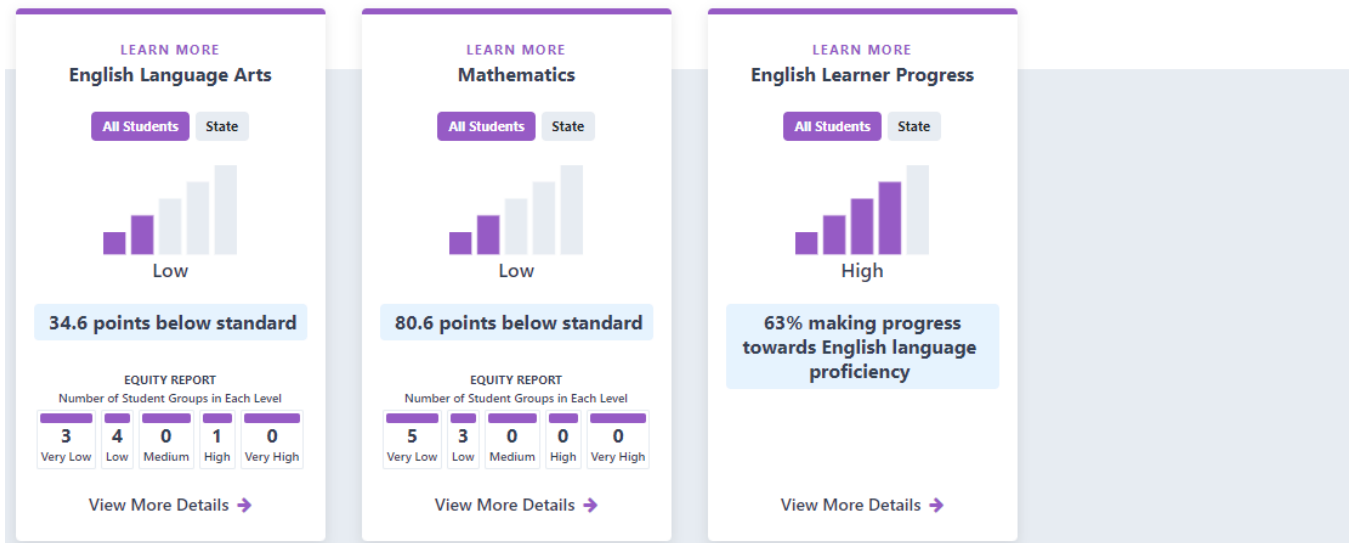 LEARN MORE
English Language Arts
All Students State
Low
34.6 points below standard
EQUITY REPORT
Number of Student Groups in Each Level
3 4 0 1 0
Very Low Low Medium High Very High
View More Details
LEARN MORE
Mathematics
All Students State
Low
80.6 points below standard
EQUITY REPORT
Number of Student Groups in Each Level
5 3 0 0 0
Very Low Low Medium High Very High
View More Details
LEARN MORE
English Learner Progress
All Students State
High
63% making progress
towards English language
proficiency
View More Details